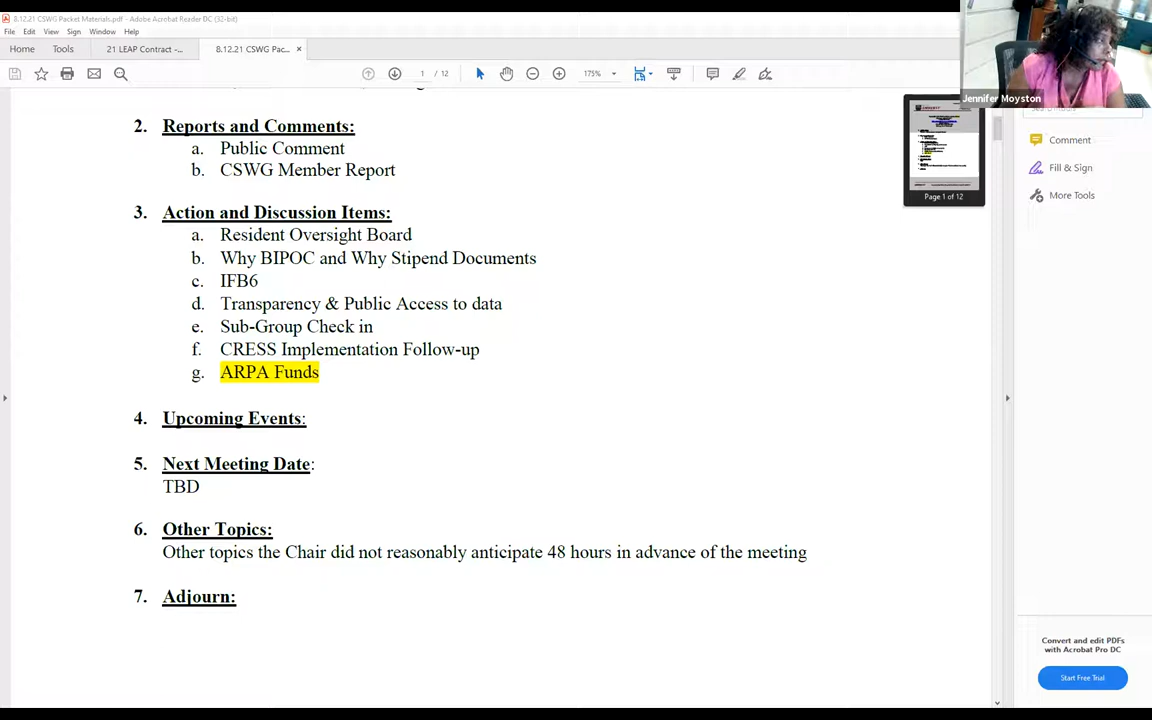 8.12.21 CSWG Packet Materials.pdf - Adobe Acrobat Reader DC (32-bit)
File Edit View Sign Window Help
Home Tools 21 LEAP Contract -... 8.12.21 CSWG Pac... ×
1 / 12 175%
Jennifer Moyston
2. Reports and Comments:
a. Public Comment
b. CSWG Member Report
3. Action and Discussion Items:
a. Resident Oversight Board
b. Why BIPOC and Why Stipend Documents
c. IFB6
d. Transparency & Public Access to data
e. Sub-Group Check in
f. CRESS Implementation Follow-up
g. ARPA Funds
4. Upcoming Events:
5. Next Meeting Date:
TBD
6. Other Topics:
Other topics the Chair did not reasonably anticipate 48 hours in advance of the meeting
7. Adjourn:
Page 1 of 12
Comment
Fill & Sign
More Tools
Convert and edit PDFs
with Acrobat Pro DC
Start Free Trial